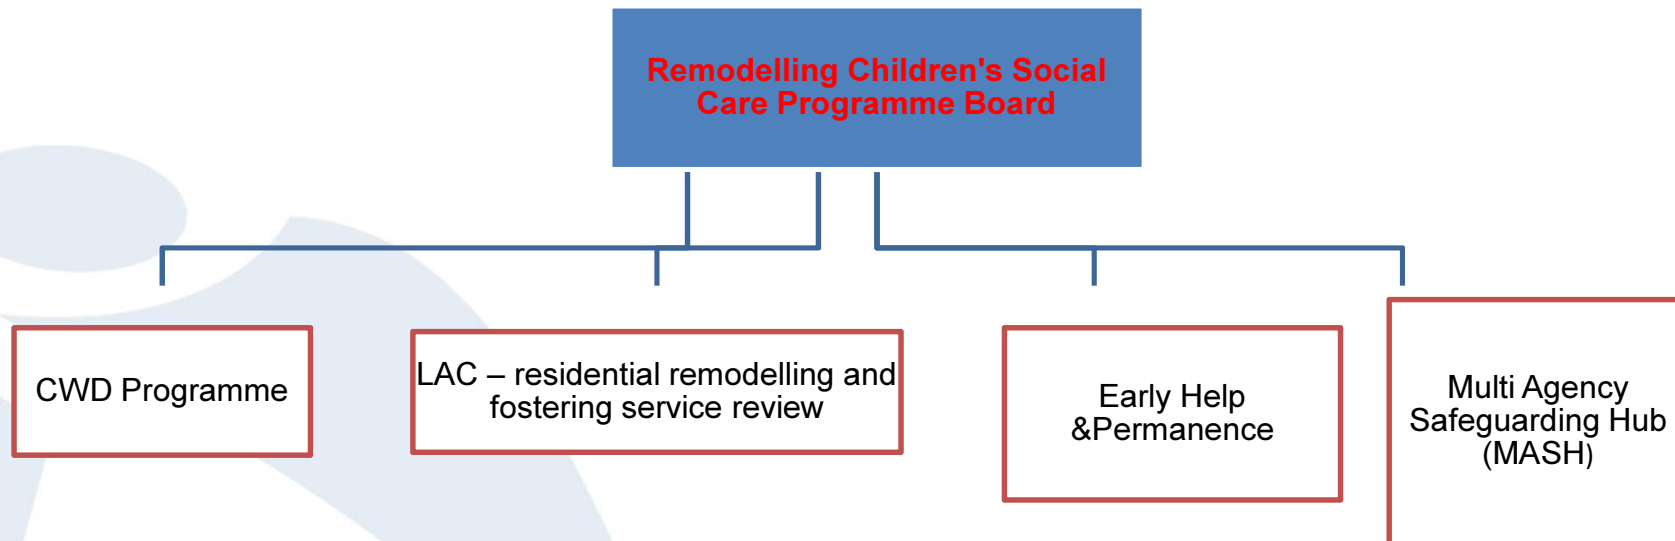 Remodelling Children's Social
Care Programme Board
CWD Programme
LAC – residential remodelling and
fostering service review
Early Help
&Permanence
Multi Agency
Safeguarding Hub
(MASH)